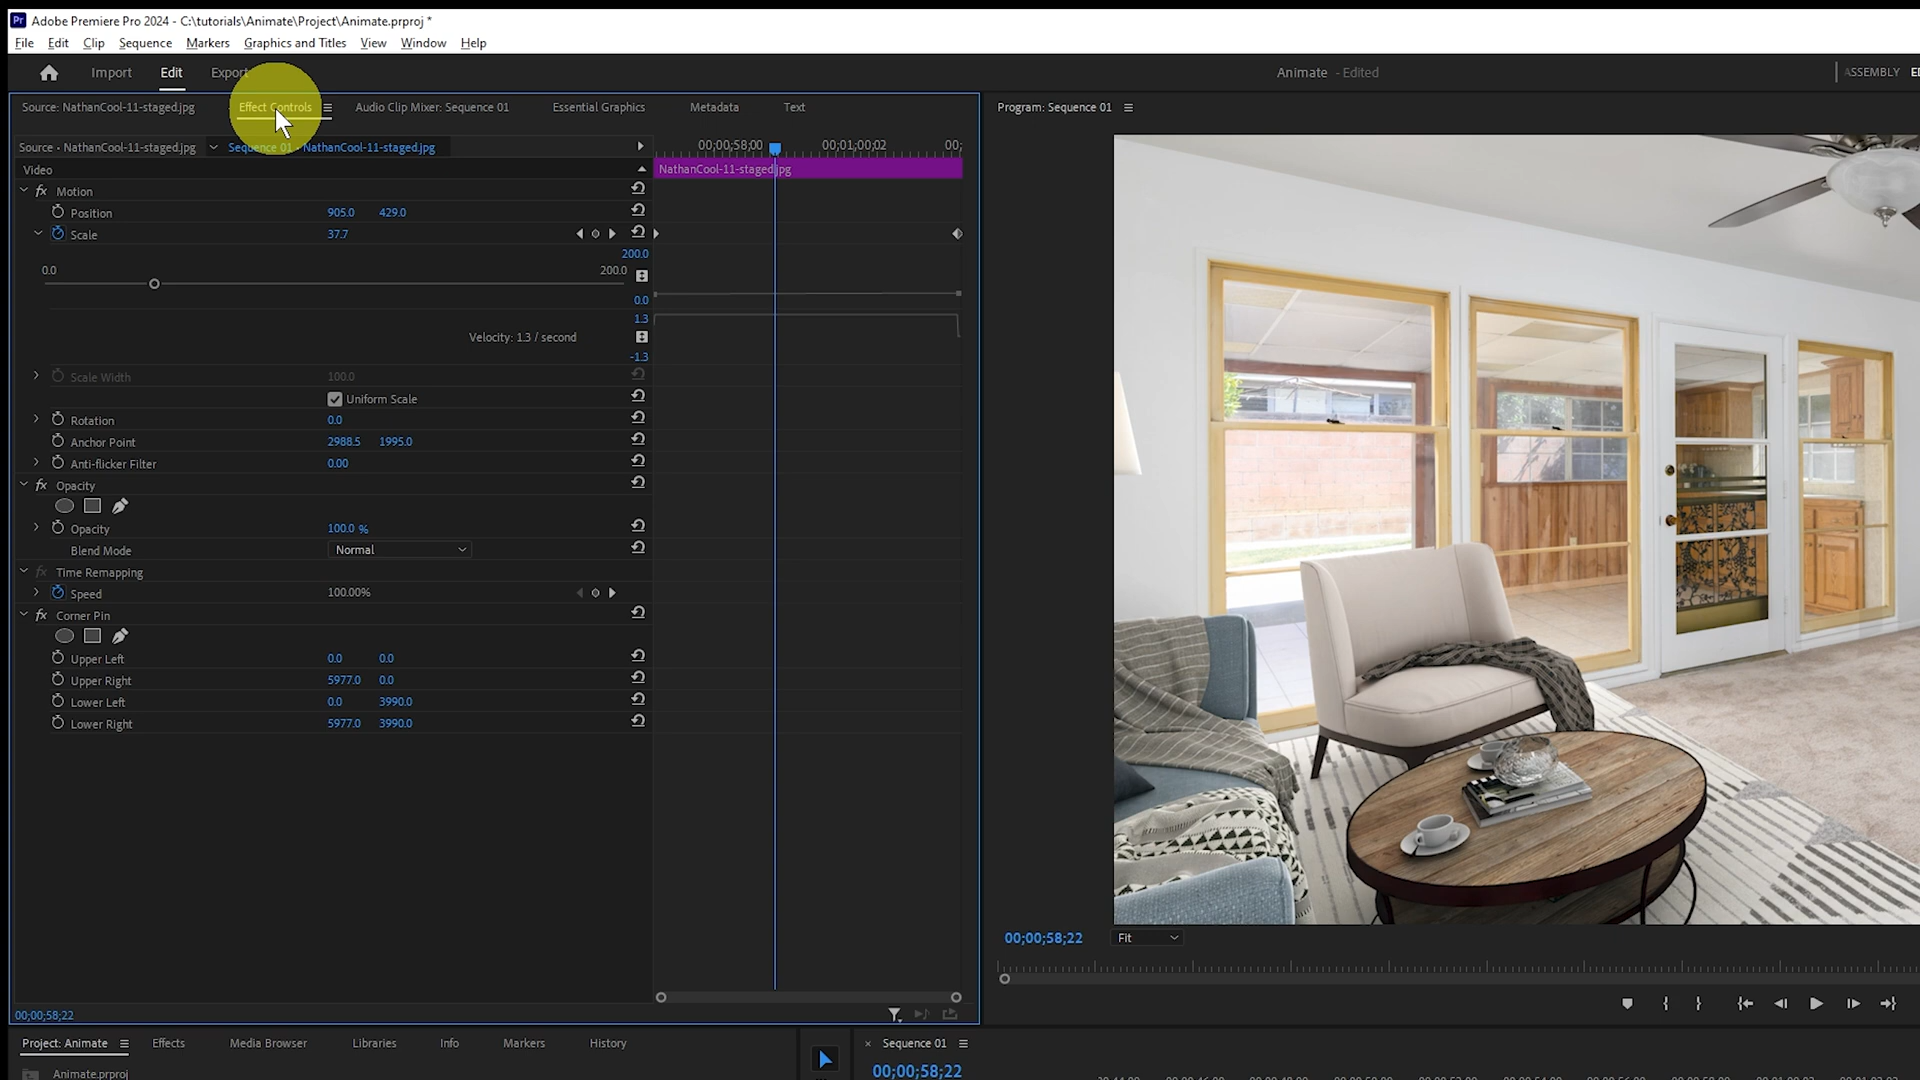 Adobe Premiere Pro 2024 - C:\tutorials\Animate\Project\Animate.prproj *
File Edit Clip Sequence Markers Graphics and Titles View Window Help
Import Edit Export Animate - Edited ASSEMBLY
Source: NathanCool-11-staged.jpg Effect Controls Audio Clip Mixer: Sequence 01 Essential Graphics Metadata Text Program: Sequence 01
Source • NathanCool-11-staged.jpg Sequence 01 • NathanCool-11-staged.jpg 00;00;58;00 00;01;00;02 00;
Video NathanCool-11-staged.jpg
fx Motion
Position 905.0 429.0
Scale 37.7
200.0
0.0 200.0
0.0
1.3
Velocity: 1.3 / second
-1.3
Scale Width 100.0
Uniform Scale
Rotation 0.0
Anchor Point 2988.5 1995.0
Anti-flicker Filter 0.00
fx Opacity
Opacity 100.0 %
Blend Mode Normal
fx Time Remapping
Speed 100.00%
fx Corner Pin
Upper Left 0.0 0.0
Upper Right 5977.0 0.0
Lower Left 0.0 3990.0
Lower Right 5977.0 3990.0
00;00;58;22 Fit
00;00;58;22
Project: Animate Effects Media Browser Libraries Info Markers History × Sequence 01
Animate.prproj 00;00;58;22